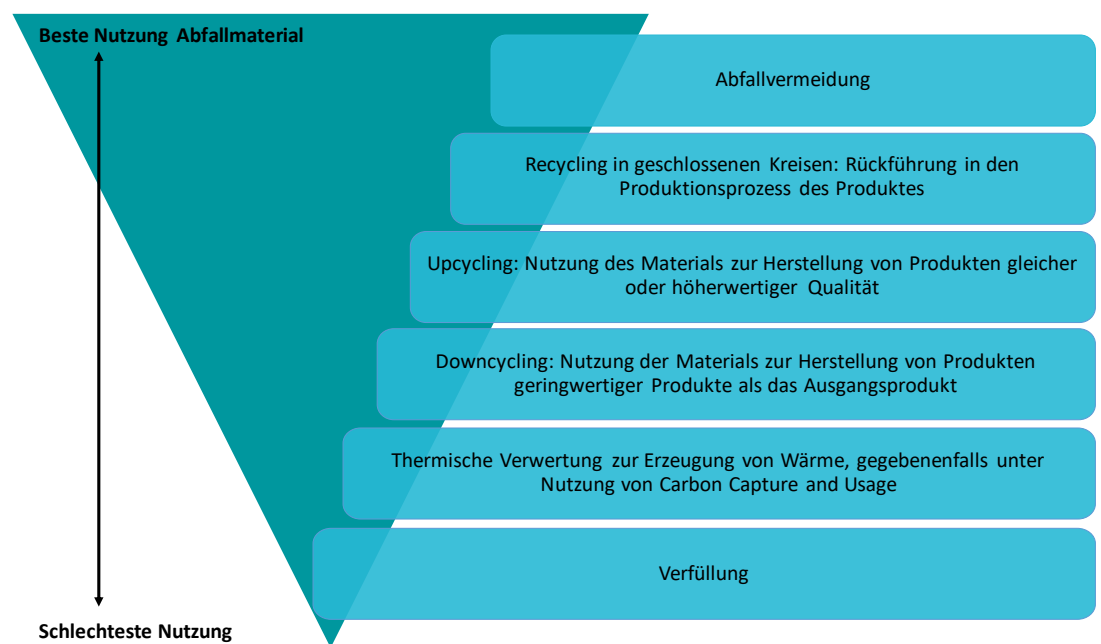 Beste Nutzung Abfallmaterial
Abfallvermeidung
Recycling in geschlossenen Kreisen: Rückführung in den
Produktionsprozess des Produktes
Upcycling: Nutzung des Materials zur Herstellung von Produkten gleicher
oder höherwertiger Qualität
Downcycling: Nutzung der Materials zur Herstellung von Produkten
geringwertiger Produkte als das Ausgangsprodukt
Thermische Verwertung zur Erzeugung von Wärme, gegebenenfalls unter
Nutzung von Carbon Capture and Usage
Verfüllung
Schlechteste Nutzung